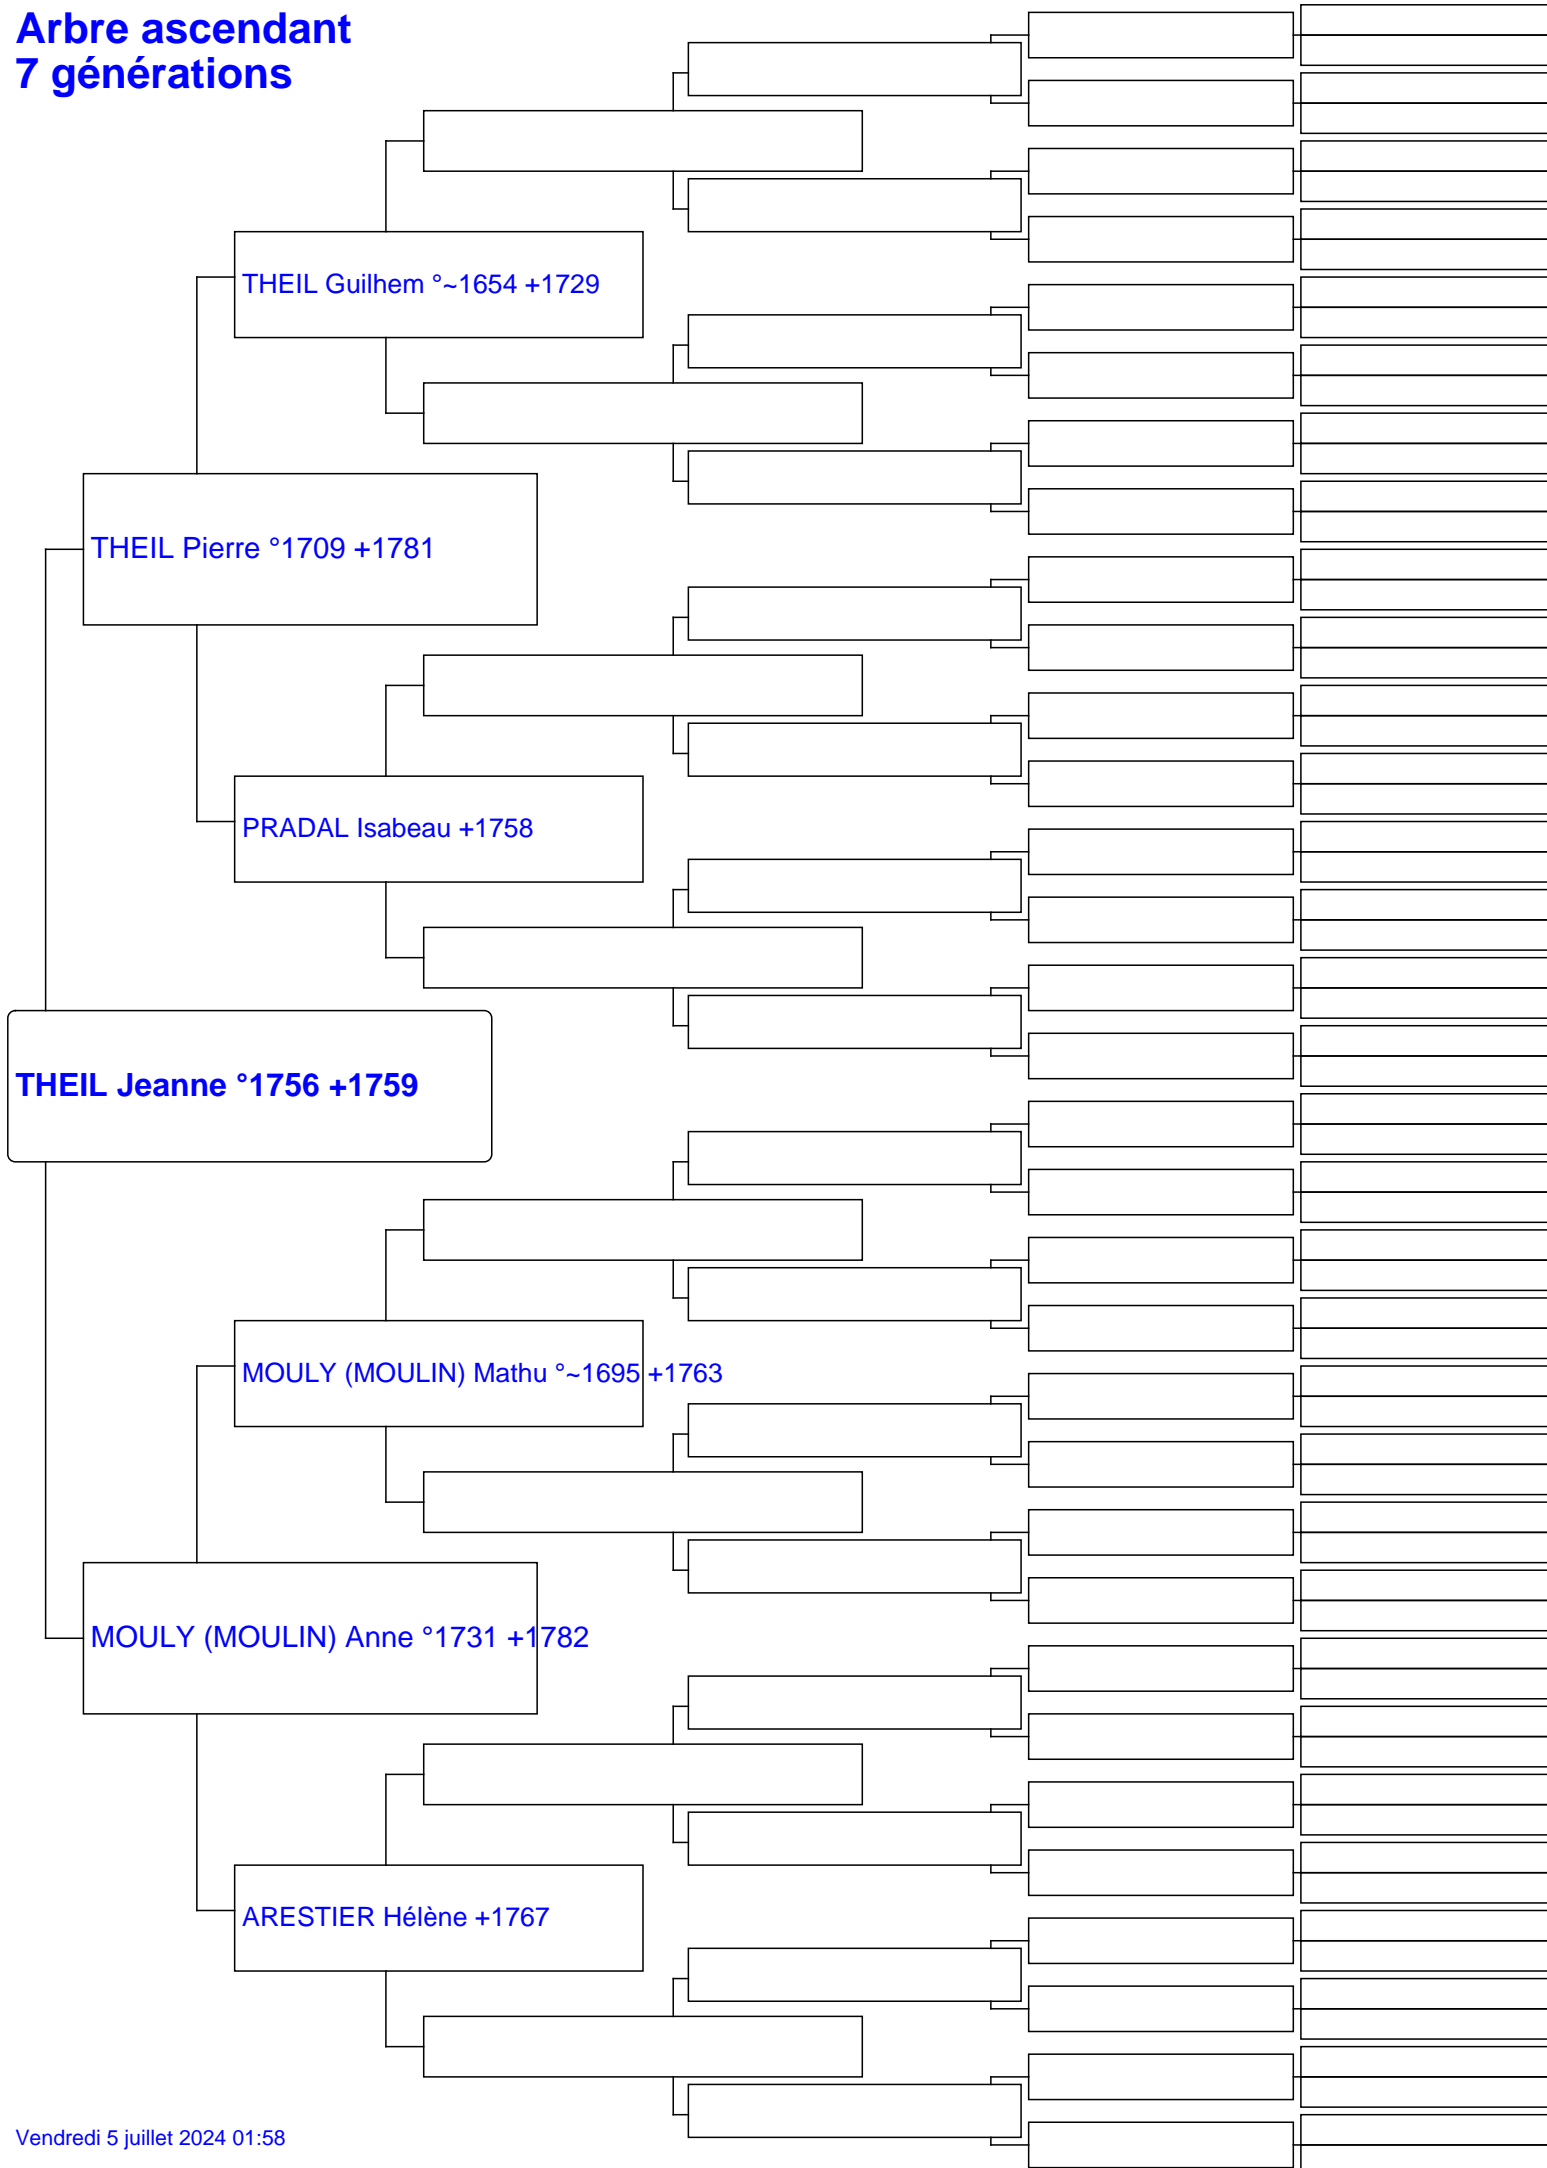 Arbre ascendant
7 générations
THEIL Guilhem °~1654 +1729
THEIL Pierre °1709 +1781
PRADAL Isabeau +1758
THEIL Jeanne °1756 +1759
MOULY (MOULIN) Mathu °~1695 +1763
MOULY (MOULIN) Anne °1731 +1782
ARESTIER Hélène +1767
Vendredi 5 juillet 2024 01:58